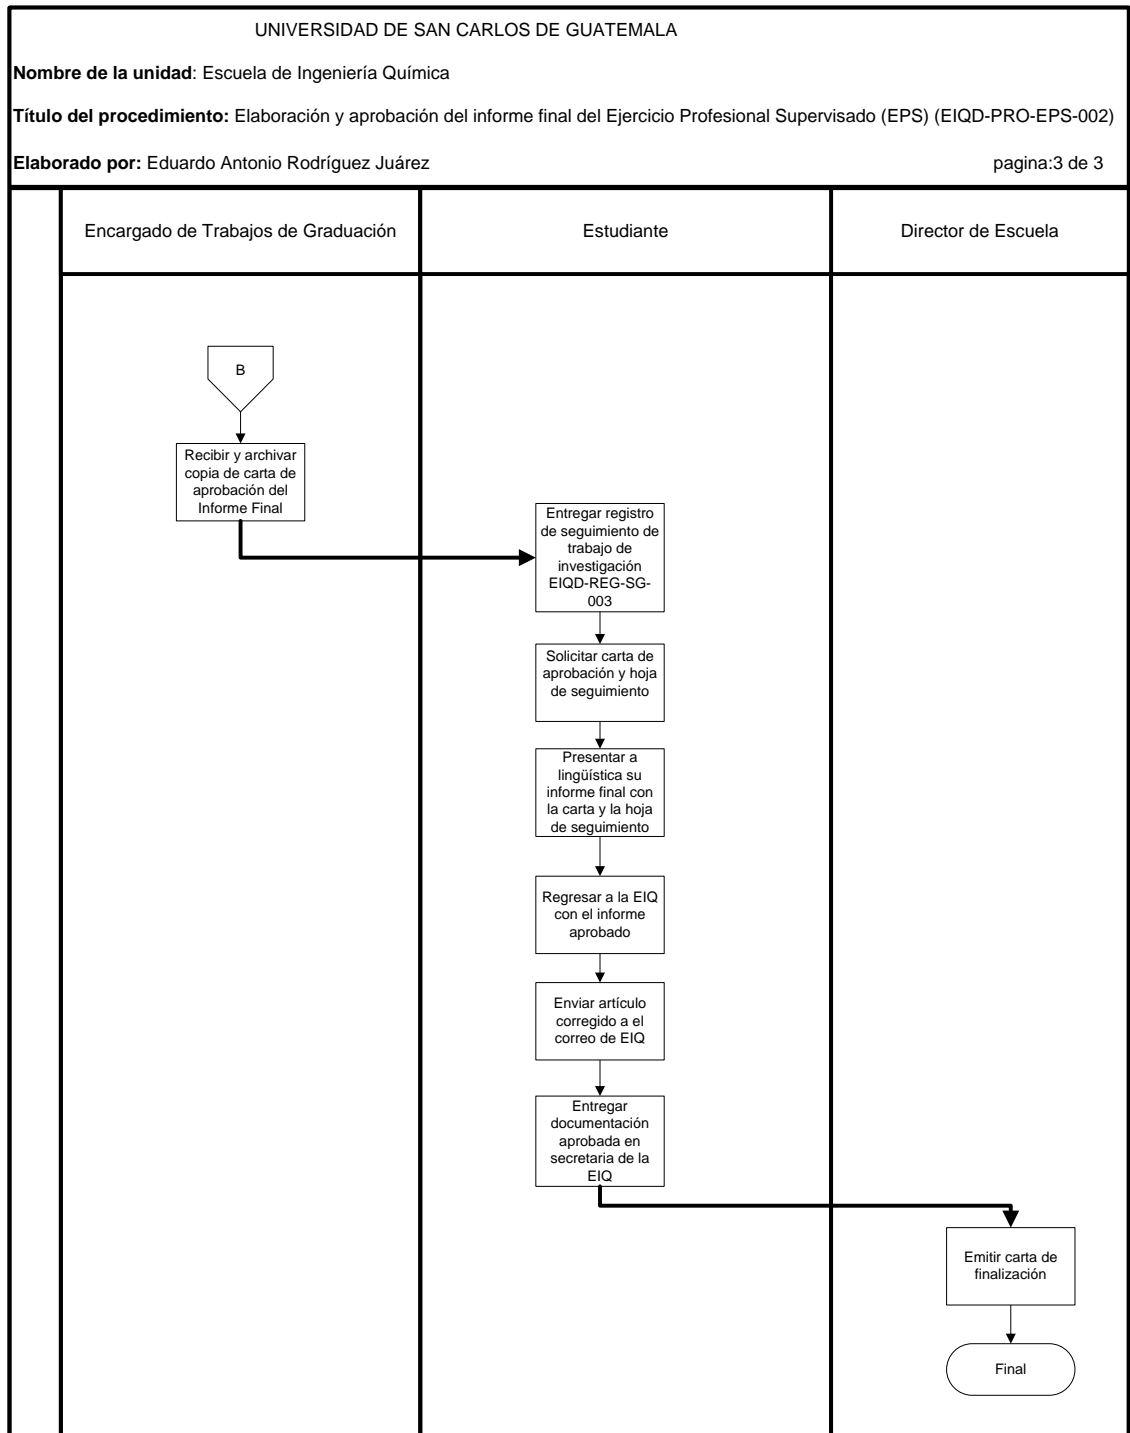 UNIVERSIDAD DE SAN CARLOS DE GUATEMALA
Nombre de la unidad: Escuela de Ingeniería Química
Título del procedimiento: Elaboración y aprobación del informe final del Ejercicio Profesional Supervisado (EPS) (EIQD-PRO-EPS-002)
Elaborado por: Eduardo Antonio Rodríguez Juárez pagina:3 de 3
Encargado de Trabajos de Graduación
Estudiante
Director de Escuela
B
Recibir y archivar
copia de carta de
aprobación del
Informe Final
Entregar registro
de seguimiento de
trabajo de
investigación
EIQD-REG-SG-
003
Solicitar carta de
aprobación y hoja
de seguimiento
Presentar a
lingüística su
informe final con
la carta y la hoja
de seguimiento
Regresar a la EIQ
con el informe
aprobado
Enviar artículo
corregido a el
correo de EIQ
Entregar
documentación
aprobada en
secretaria de la
EIQ
Emitir carta de
finalización
Final